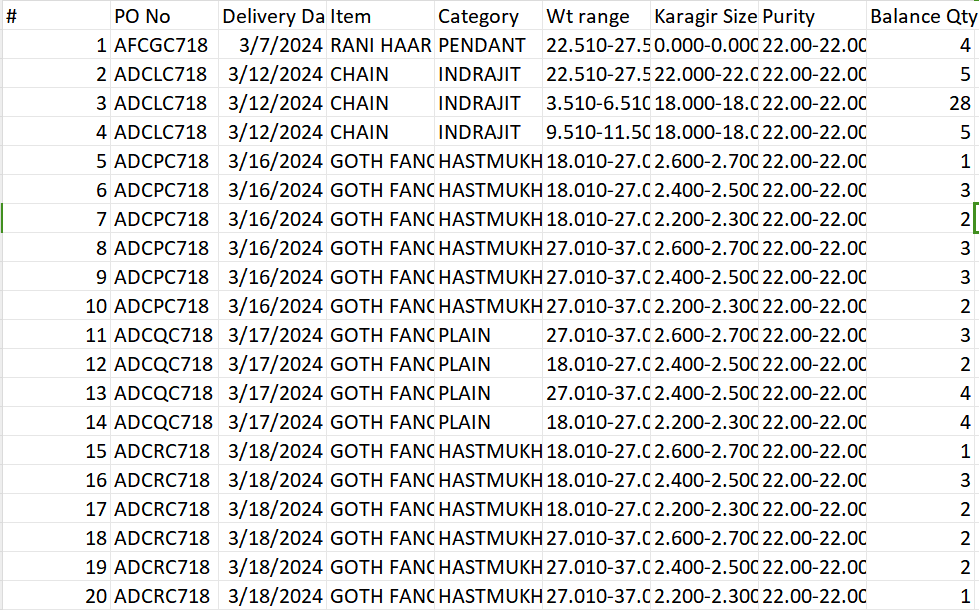 # PO No Delivery Da Item Category Wt range Karagir Size Purity Balance Qty
1 AFCGC718 3/7/2024 RANI HAAR PENDANT 22.510-27.5 0.000-0.000 22.00-22.00 4
2 ADCLC718 3/12/2024 CHAIN INDRAJIT 22.510-27.5 22.000-22.0 22.00-22.00 5
3 ADCLC718 3/12/2024 CHAIN INDRAJIT 3.510-6.510 18.000-18.0 22.00-22.00 28
4 ADCLC718 3/12/2024 CHAIN INDRAJIT 9.510-11.50 18.000-18.0 22.00-22.00 5
5 ADCPC718 3/16/2024 GOTH FANC HASTMUKH 18.010-27.0 2.600-2.700 22.00-22.00 1
6 ADCPC718 3/16/2024 GOTH FANC HASTMUKH 18.010-27.0 2.400-2.500 22.00-22.00 3
7 ADCPC718 3/16/2024 GOTH FANC HASTMUKH 18.010-27.0 2.200-2.300 22.00-22.00 2
8 ADCPC718 3/16/2024 GOTH FANC HASTMUKH 27.010-37.0 2.600-2.700 22.00-22.00 3
9 ADCPC718 3/16/2024 GOTH FANC HASTMUKH 27.010-37.0 2.400-2.500 22.00-22.00 3
10 ADCPC718 3/16/2024 GOTH FANC HASTMUKH 27.010-37.0 2.200-2.300 22.00-22.00 2
11 ADCQC718 3/17/2024 GOTH FANC PLAIN 27.010-37.0 2.600-2.700 22.00-22.00 3
12 ADCQC718 3/17/2024 GOTH FANC PLAIN 18.010-27.0 2.400-2.500 22.00-22.00 2
13 ADCQC718 3/17/2024 GOTH FANC PLAIN 27.010-37.0 2.400-2.500 22.00-22.00 4
14 ADCQC718 3/17/2024 GOTH FANC PLAIN 18.010-27.0 2.200-2.300 22.00-22.00 4
15 ADCRC718 3/18/2024 GOTH FANC HASTMUKH 18.010-27.0 2.600-2.700 22.00-22.00 1
16 ADCRC718 3/18/2024 GOTH FANC HASTMUKH 18.010-27.0 2.400-2.500 22.00-22.00 3
17 ADCRC718 3/18/2024 GOTH FANC HASTMUKH 18.010-27.0 2.200-2.300 22.00-22.00 2
18 ADCRC718 3/18/2024 GOTH FANC HASTMUKH 27.010-37.0 2.600-2.700 22.00-22.00 2
19 ADCRC718 3/18/2024 GOTH FANC HASTMUKH 27.010-37.0 2.400-2.500 22.00-22.00 2
20 ADCRC718 3/18/2024 GOTH FANC HASTMUKH 27.010-37.0 2.200-2.300 22.00-22.00 1